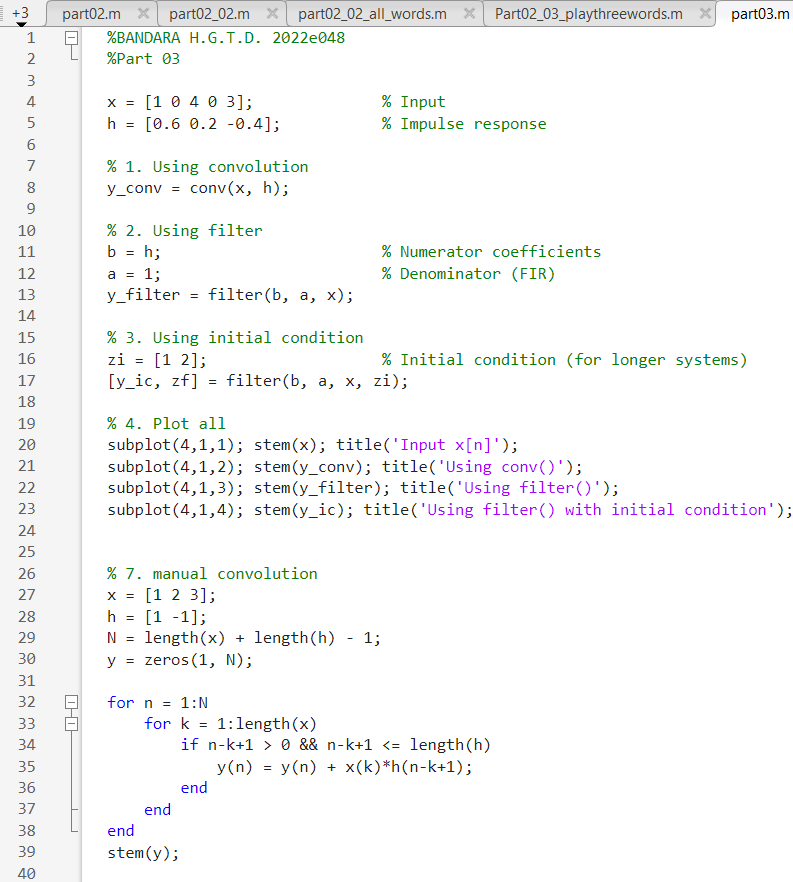 +3 part02.m part02_02.m part02_02_all_words.m Part02_03_playthreewords.m part03.m
1 %BANDARA H.G.T.D. 2022e048
2 %Part 03
3
4 x = [1 0 4 0 3]; % Input
5 h = [0.6 0.2 -0.4]; % Impulse response
6
7 % 1. Using convolution
8 y_conv = conv(x, h);
9
10 % 2. Using filter
11 b = h; % Numerator coefficients
12 a = 1; % Denominator (FIR)
13 y_filter = filter(b, a, x);
14
15 % 3. Using initial condition
16 zi = [1 2]; % Initial condition (for longer systems)
17 [y_ic, zf] = filter(b, a, x, zi);
18
19 % 4. Plot all
20 subplot(4,1,1); stem(x); title('Input x[n]');
21 subplot(4,1,2); stem(y_conv); title('Using conv()');
22 subplot(4,1,3); stem(y_filter); title('Using filter()');
23 subplot(4,1,4); stem(y_ic); title('Using filter() with initial condition');
24
25
26 % 7. manual convolution
27 x = [1 2 3];
28 h = [1 -1];
29 N = length(x) + length(h) - 1;
30 y = zeros(1, N);
31
32 for n = 1:N
33 for k = 1:length(x)
34 if n-k+1 > 0 && n-k+1 <= length(h)
35 y(n) = y(n) + x(k)*h(n-k+1);
36 end
37 end
38 end
39 stem(y);
40